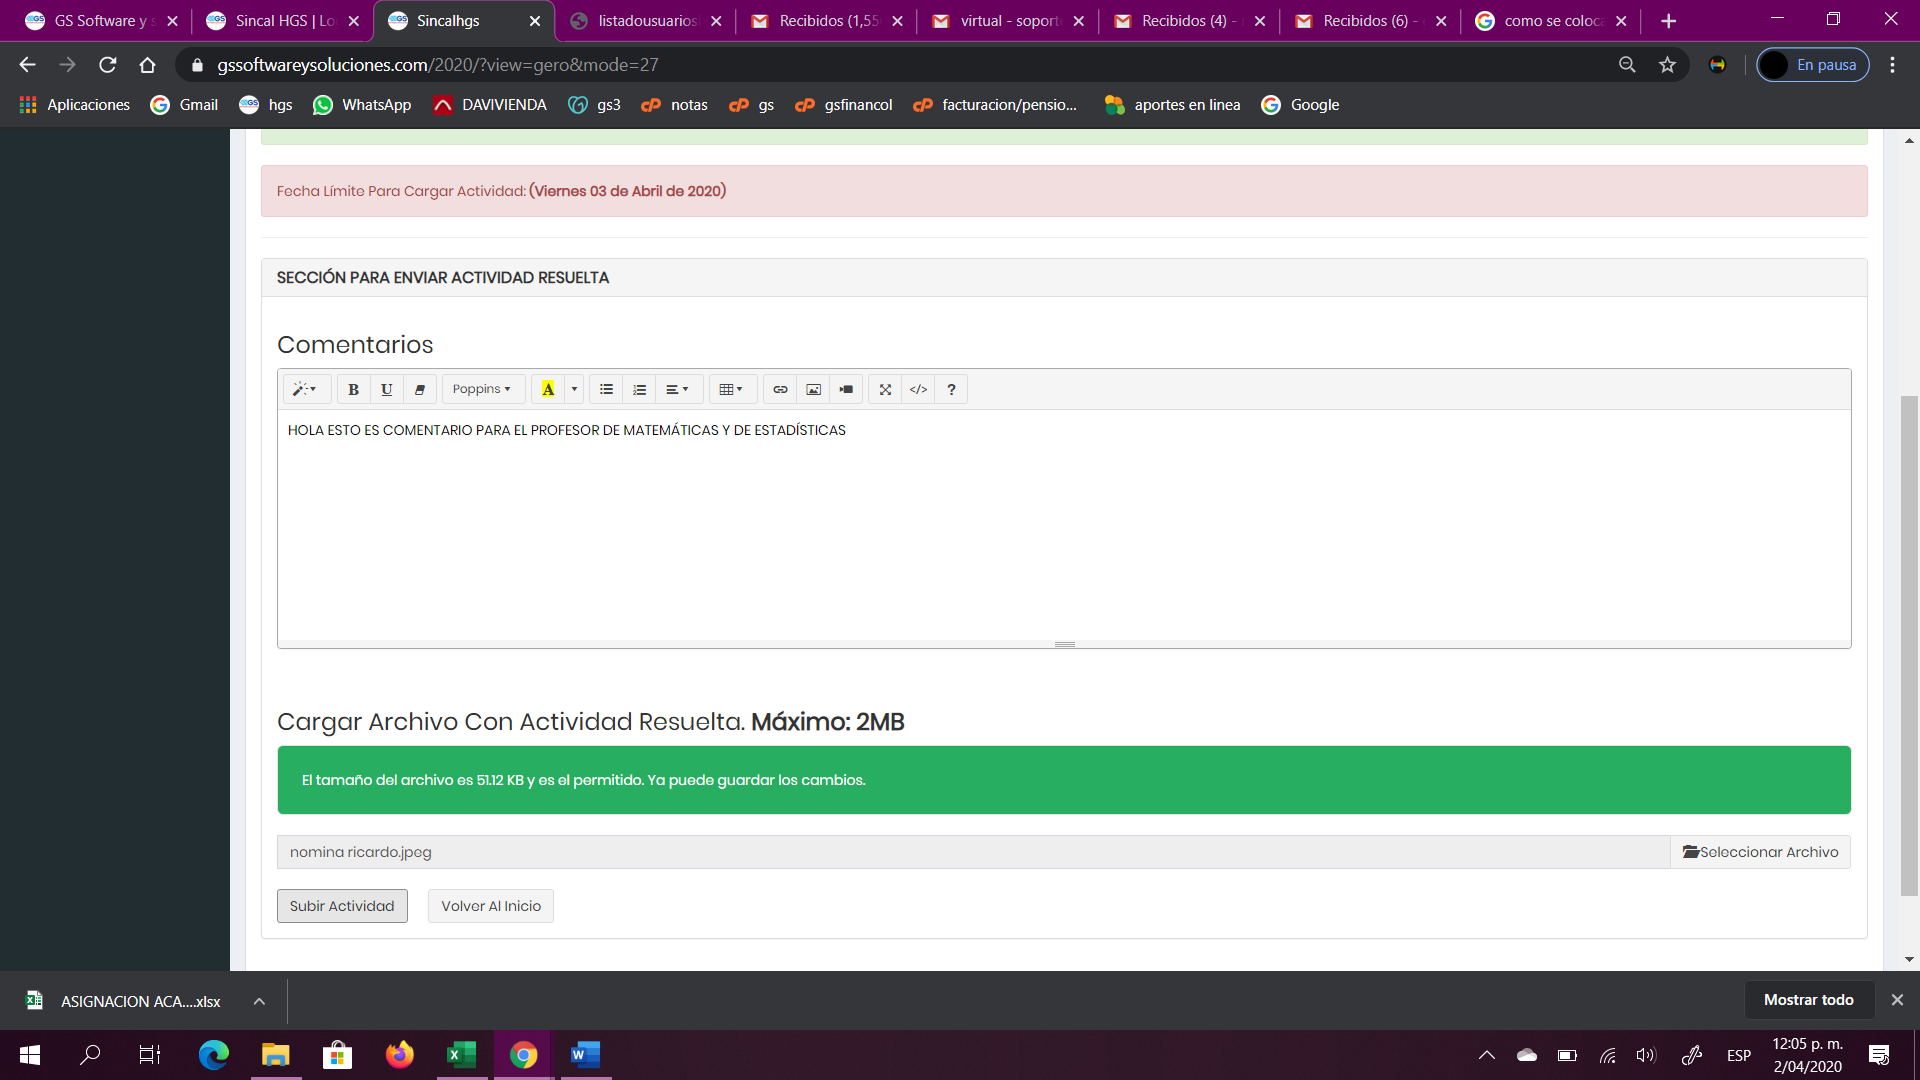 GS Software y s
Sincal HGS | Lo
Sincalhgs
listadousuarios
Recibidos (1,55
virtual - soport
Recibidos (4) -
Recibidos (6) -
como se coloca
gssoftwareysoluciones.com/2020/?view=gero&mode=27
En pausa
Aplicaciones
Gmail
hgs
WhatsApp
DAVIVIENDA
gs3
notas
gs
gsfinancol
facturacion/pensio...
aportes en linea
Google
Fecha Límite Para Cargar Actividad: (Viernes 03 de Abril de 2020)
SECCIÓN PARA ENVIAR ACTIVIDAD RESUELTA
Comentarios
B U Poppins A </> ?
HOLA ESTO ES COMENTARIO PARA EL PROFESOR DE MATEMÁTICAS Y DE ESTADÍSTICAS
Cargar Archivo Con Actividad Resuelta. Máximo: 2MB
El tamaño del archivo es 51.12 KB y es el permitido. Ya puede guardar los cambios.
nomina ricardo.jpeg
Seleccionar Archivo
Subir Actividad
Volver Al Inicio
ASIGNACION ACA....xlsx
Mostrar todo
ESP
12:05 p. m.
2/04/2020